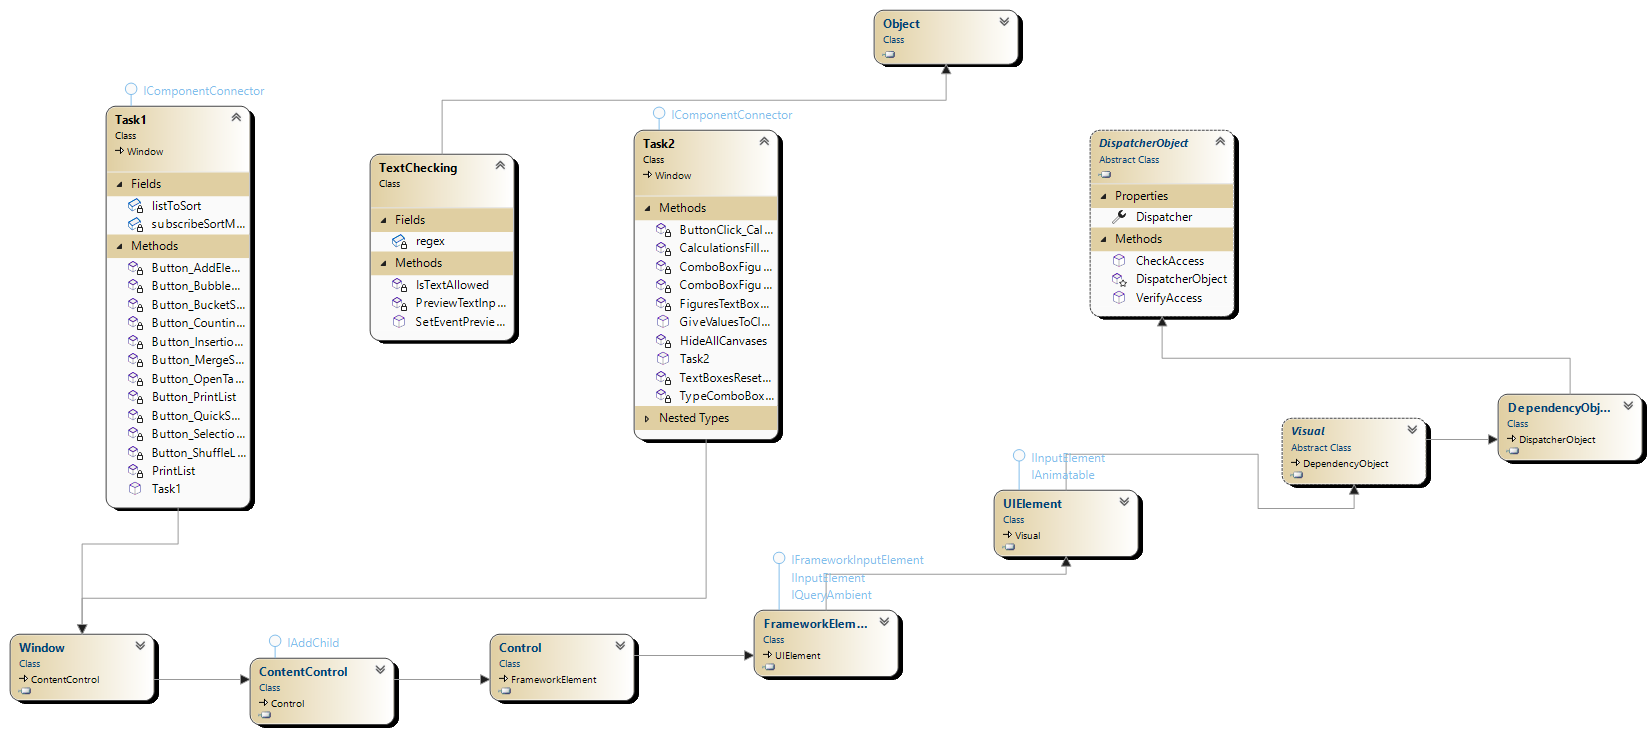 Object
Class
IComponentConnector
Task1
Class
Window
Fields
listToSort
subscribeSortM...
Methods
Button_AddEle...
Button_Bubble...
Button_BucketS...
Button_Countin...
Button_Insertio...
Button_MergeS...
Button_OpenTa...
Button_PrintList
Button_QuickS...
Button_Selectio...
Button_ShuffleL...
PrintList
Task1
TextChecking
Class
Fields
regex
Methods
IsTextAllowed
PreviewTextInp...
SetEventPrevie...
IComponentConnector
Task2
Class
Window
Methods
ButtonClick_Cal...
CalculationsFill...
ComboBoxFigu...
ComboBoxFigu...
FiguresTextBox...
GiveValuesToCl...
HideAllCanvases
Task2
TextBoxesReset...
TypeComboBox...
Nested Types
DispatcherObject
Abstract Class
Properties
Dispatcher
Methods
CheckAccess
DispatcherObject
VerifyAccess
DependencyObj...
Class
DispatcherObject
Visual
Abstract Class
DependencyObject
IInputElement
IAnimatable
UIElement
Class
Visual
IFrameworkInputElement
IInputElement
IQueryAmbient
FrameworkElem...
Class
UIElement
Control
Class
FrameworkElement
IAddChild
ContentControl
Class
Control
Window
Class
ContentControl